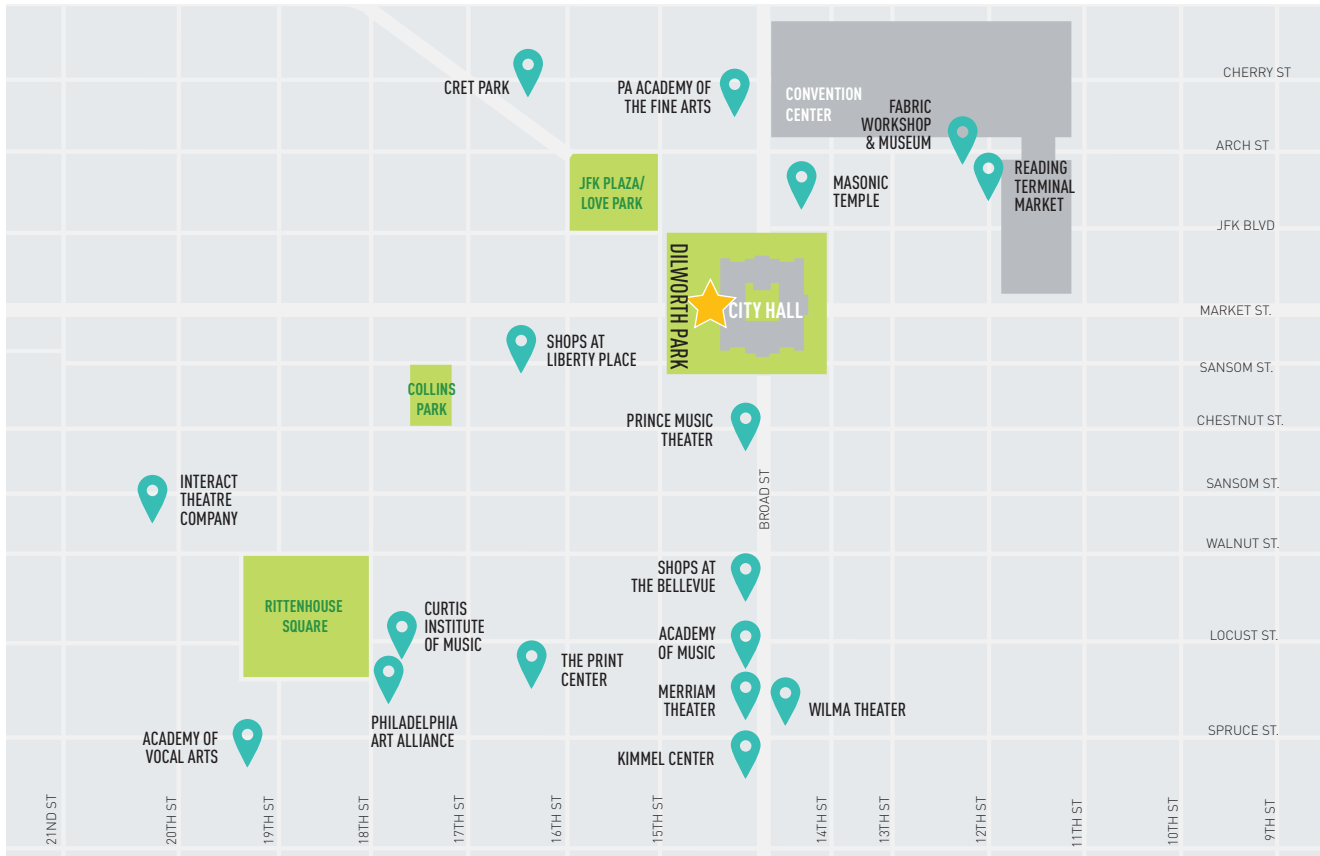 CHERRY ST
CRET PARK
PA ACADEMY OF
THE FINE ARTS
CONVENTION
CENTER
FABRIC
WORKSHOP
& MUSEUM
ARCH ST
JFK PLAZA/
LOVE PARK
MASONIC
TEMPLE
READING
TERMINAL
MARKET
JFK BLVD
DILWORTH PARK
CITY HALL
MARKET ST.
SHOPS AT
LIBERTY PLACE
SANSOM ST.
COLLINS
PARK
PRINCE MUSIC
THEATER
CHESTNUT ST.
INTERACT
THEATRE
COMPANY
BROAD ST
SANSOM ST.
WALNUT ST.
SHOPS AT
THE BELLEVUE
RITTENHOUSE
SQUARE
CURTIS
INSTITUTE
OF MUSIC
ACADEMY
OF MUSIC
LOCUST ST.
THE PRINT
CENTER
MERRIAM
THEATER
WILMA THEATER
PHILADELPHIA
ART ALLIANCE
ACADEMY OF
VOCAL ARTS
KIMMEL CENTER
SPRUCE ST.
21ND ST
20TH ST
19TH ST
18TH ST
17TH ST
16TH ST
15TH ST
14TH ST
13TH ST
12TH ST
11TH ST
10TH ST
9TH ST